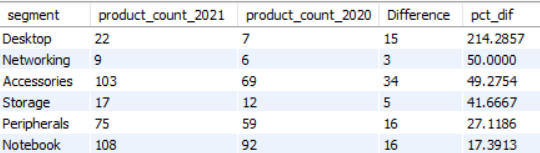 segment product_count_2021 product_count_2020 Difference pct_dif
Desktop 22 7 15 214.2857
Networking 9 6 3 50.0000
Accessories 103 69 34 49.2754
Storage 17 12 5 41.6667
Peripherals 75 59 16 27.1186
Notebook 108 92 16 17.3913